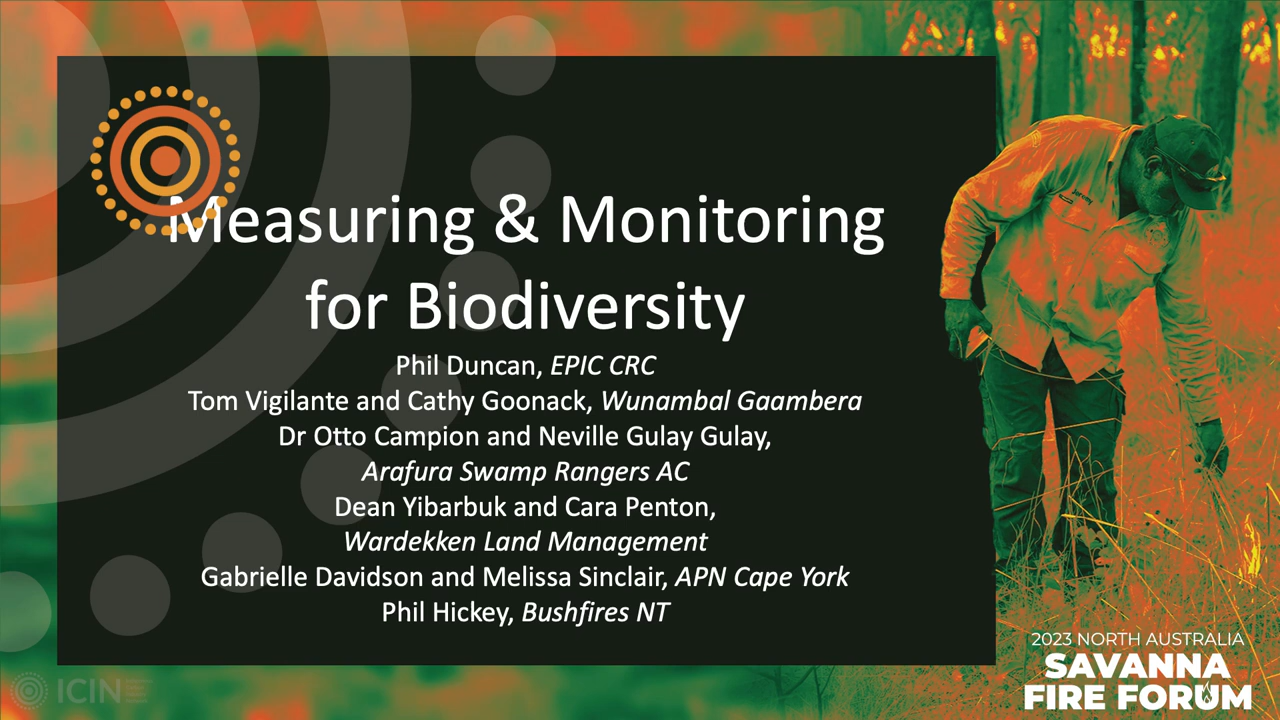 Measuring & Monitoring
for Biodiversity
Phil Duncan, EPIC CRC
Tom Vigilante and Cathy Goonack, Wunambal Gaambera
Dr Otto Campion and Neville Gulay Gulay,
Arafura Swamp Rangers AC
Dean Yibarbuk and Cara Penton,
Wardekken Land Management
Gabrielle Davidson and Melissa Sinclair, APN Cape York
Phil Hickey, Bushfires NT
2023 NORTH AUSTRALIA
SAVANNA
FIRE FORUM
ICIN